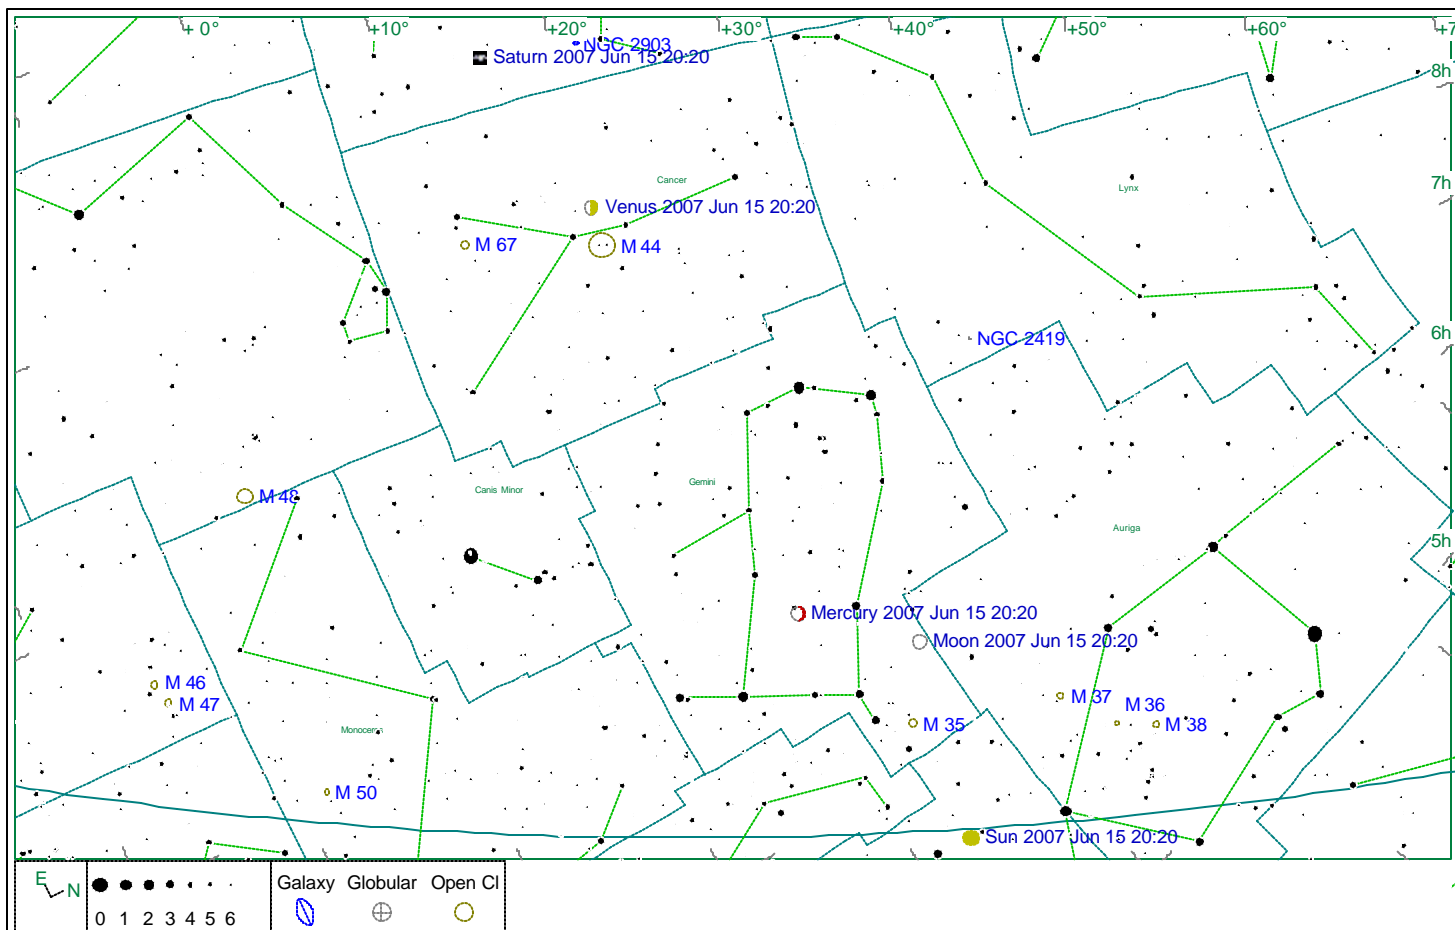 + 0° +10° +20° +30° +40° +50° +60° +7
NGC 2903
Saturn 2007 Jun 15 20:20
8h
Cancer
7h
Lynx
Venus 2007 Jun 15 20:20
M 67
M 44
NGC 2419
6h
Gemini
Canis Minor
M 48
Auriga
5h
Mercury 2007 Jun 15 20:20
Moon 2007 Jun 15 20:20
M 46
M 47
M 37
M 36
M 35
M 38
M 50
Sun 2007 Jun 15 20:20
E
N
0 1 2 3 4 5 6
Galaxy Globular Open Cl